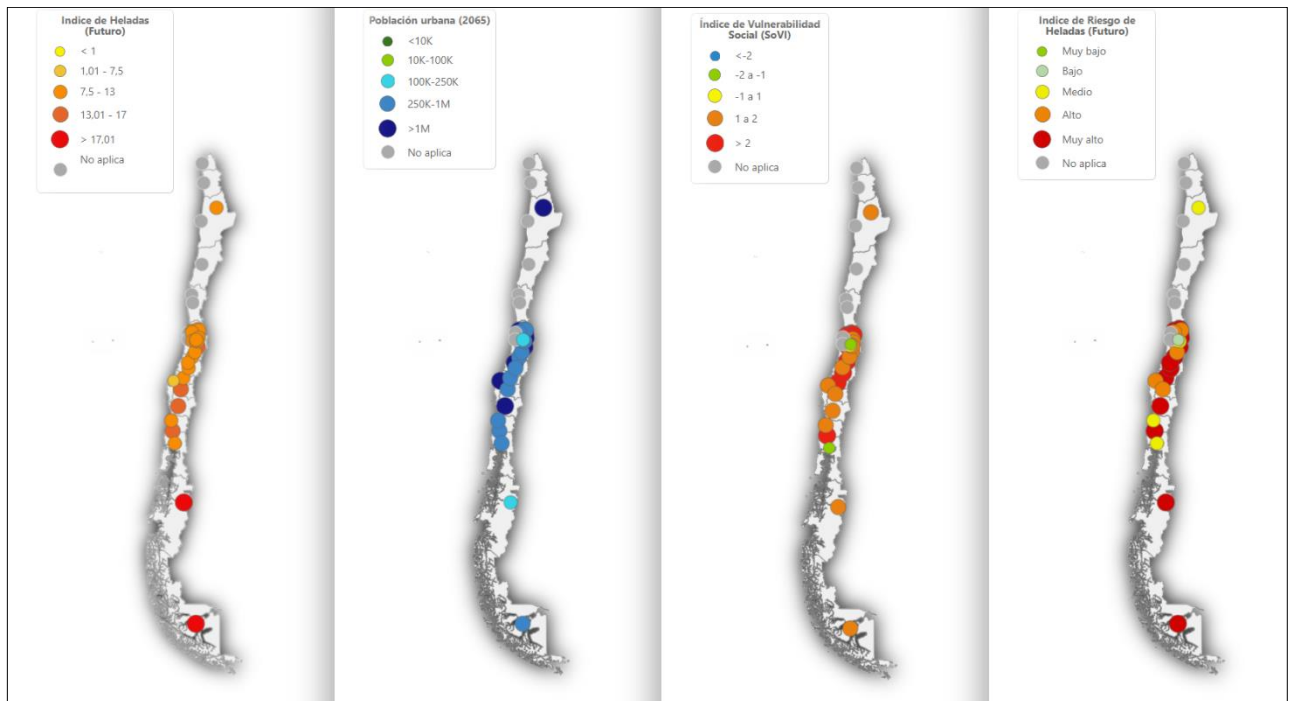 Indice de Heladas
(Futuro)
< 1
1,01 - 7,5
7,5 - 13
13,01 - 17
> 17,01
No aplica
Población urbana (2065)
<10K
10K-100K
100K-250K
250K-1M
>1M
No aplica
Índice de Vulnerabilidad
Social (SoVI)
<-2
-2 a -1
-1 a 1
1 a 2
> 2
No aplica
Indice de Riesgo de
Heladas (Futuro)
Muy bajo
Bajo
Medio
Alto
Muy alto
No aplica